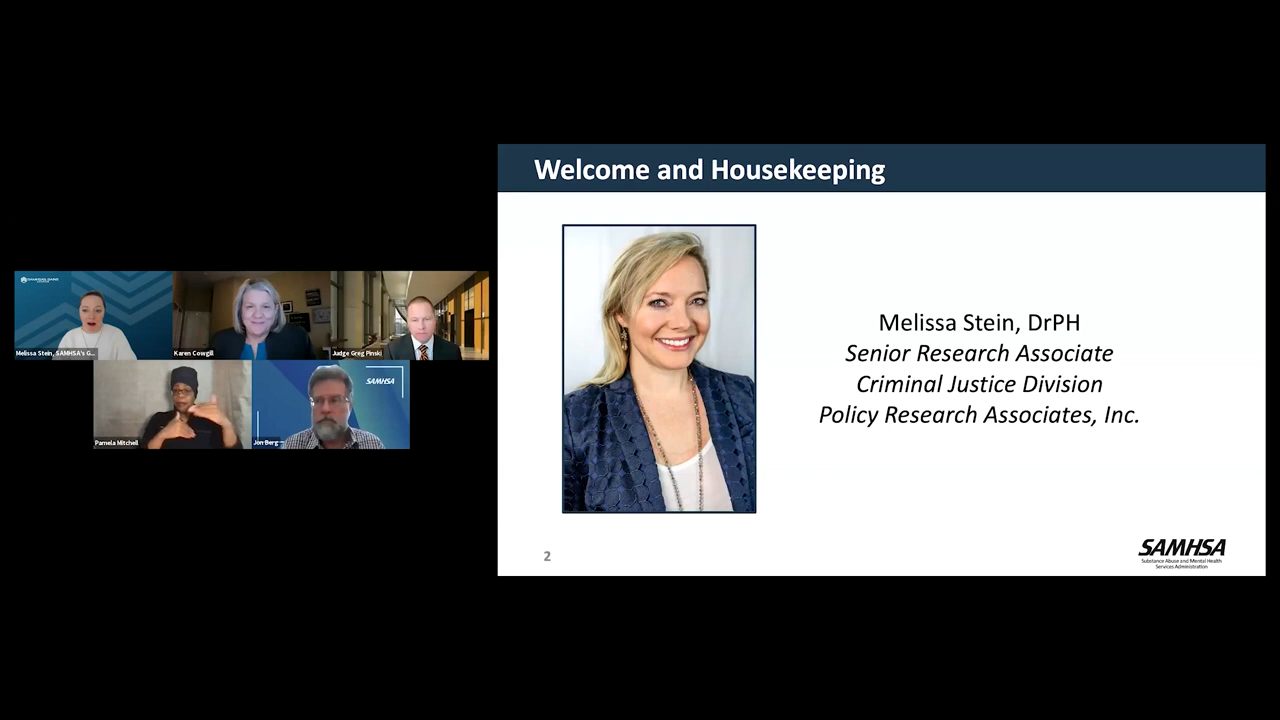 Welcome and Housekeeping
Melissa Stein, DrPH
Senior Research Associate
Criminal Justice Division
Policy Research Associates, Inc.
2
SAMHSA
Substance Abuse and Mental Health
Services Administration
Melissa Stein, SAMHSA's G...
Karen Cowgill
Judge Greg Pinski
Pamela Mitchell
SAMHSA
Jon Berg